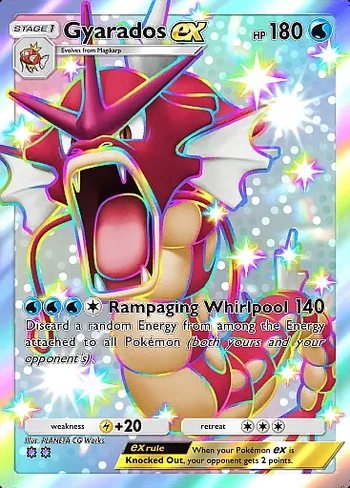 STAGE 1 Gyarados ex HP 180
Evolves from Magikarp
Rampaging Whirlpool 140
Discard a random Energy from among the Energy
attached to all Pokémon (both yours and your
opponent's).
weakness +20 retreat
Illus. PLANETA CG Works
ex rule When your Pokémon ex is
Knocked Out, your opponent gets 2 points.